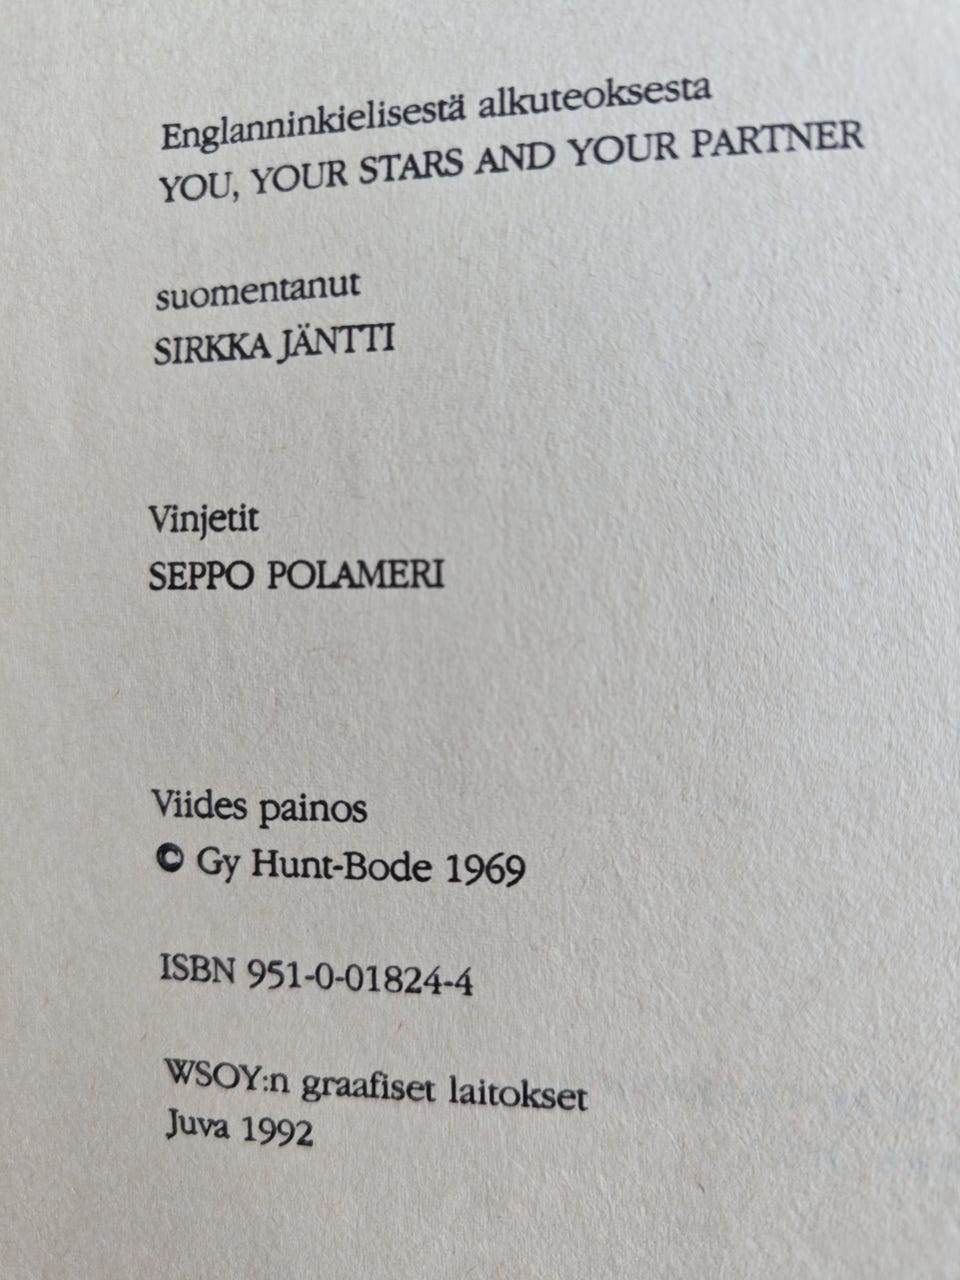 Englanninkielisestä alkuteoksesta
YOU, YOUR STARS AND YOUR PARTNER
suomentanut
SIRKKA JÄNTTI
Vinjetit
SEPPO POLAMERI
Viides painos
© Gy Hunt-Bode 1969
ISBN 951-0-01824-4
WSOY:n graafiset laitokset
Juva 1992